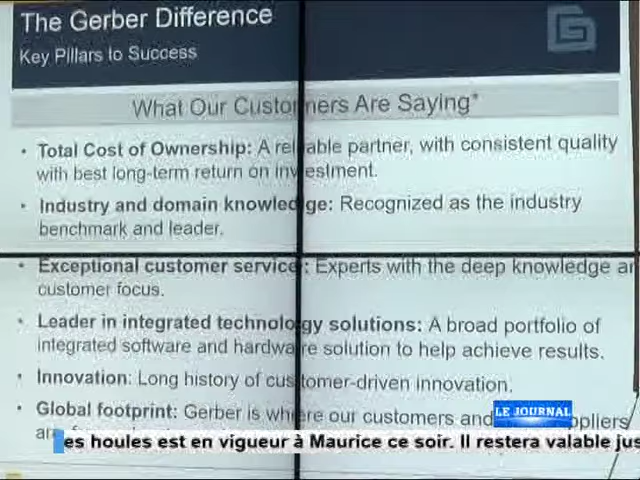 The Gerber Difference
Key Pillars to Success
What Our Customers Are Saying*
• Total Cost of Ownership: A reliable partner, with consistent quality
with best long-term return on investment.
• Industry and domain knowledge: Recognized as the industry
benchmark and leader.
• Exceptional customer service: Experts with the deep knowledge an
customer focus.
• Leader in integrated technology solutions: A broad portfolio of
integrated software and hardware solution to help achieve results.
• Innovation: Long history of customer-driven innovation.
• Global footprint: Gerber is where our customers and suppliers
LE JOURNAL
es houles est en vigueur à Maurice ce soir. Il restera valable jus